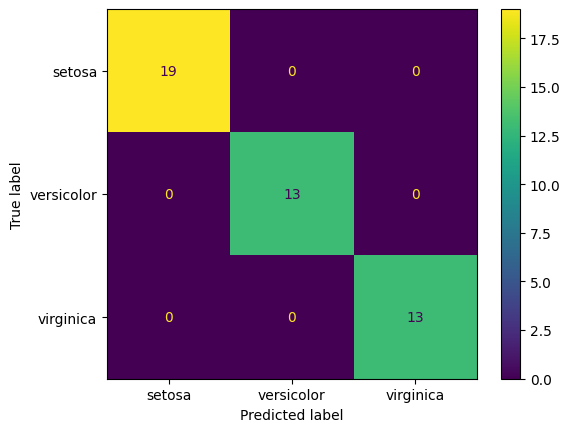 setosa
versicolor
virginica
True label
19 0 0
0 13 0
0 0 13
setosa versicolor virginica
Predicted label
17.5
15.0
12.5
10.0
7.5
5.0
2.5
0.0